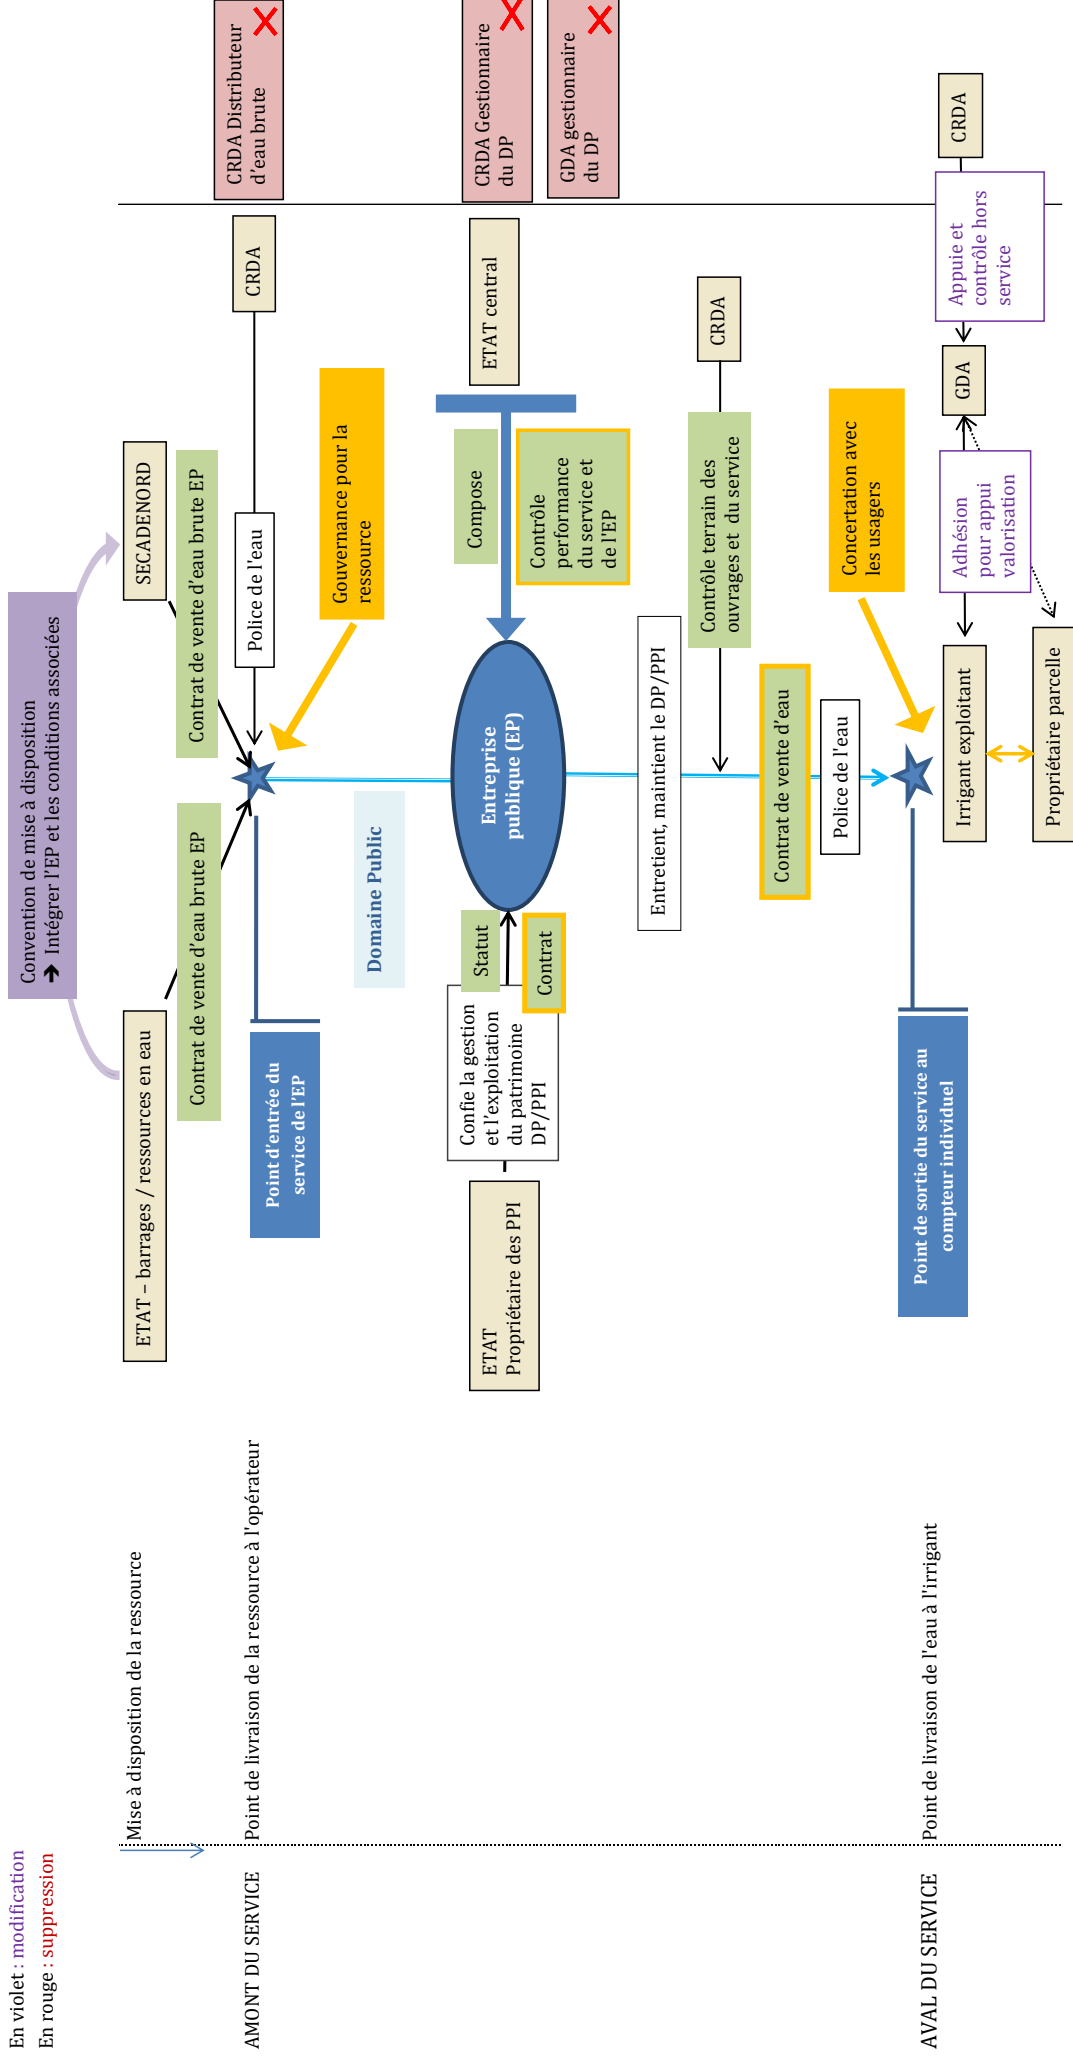 En violet : modification
En rouge : suppression
Convention de mise à disposition
➔ Intégrer l'EP et les conditions associées
Mise à disposition de la ressource
ETAT – barrages / ressources en eau
SECADENORD
Contrat de vente d'eau brute EP
Contrat de vente d'eau brute EP
AMONT DU SERVICE
Point de livraison de la ressource à l'opérateur
Point d'entrée du
service de l'EP
Police de l'eau
CRDA
CRDA Distributeur
d'eau brute
Gouvernance pour la
ressource
Domaine Public
ETAT
Propriétaire des PPI
Confie la gestion
et l'exploitation
du patrimoine
DP/PPI
Statut
Contrat
Entreprise
publique (EP)
Compose
Contrôle
performance
du service et
de l'EP
ETAT central
CRDA Gestionnaire
du DP
GDA gestionnaire
du DP
Entretient, maintient le DP/PPI
Contrôle terrain des
ouvrages et  du service
CRDA
Contrat de vente d'eau
Police de l'eau
Concertation avec
les usagers
AVAL DU SERVICE
Point de livraison de l'eau à l'irrigant
Point de sortie du service au
compteur individuel
Irrigant exploitant
Adhésion
pour appui
valorisation
GDA
Appuie et
contrôle hors
service
CRDA
Propriétaire parcelle